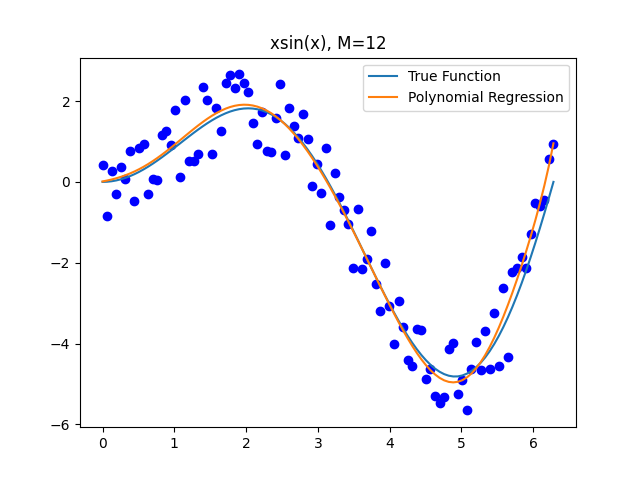 xsin(x), M=12
True Function
Polynomial Regression
2
0
−2
−4
−6
0 1 2 3 4 5 6